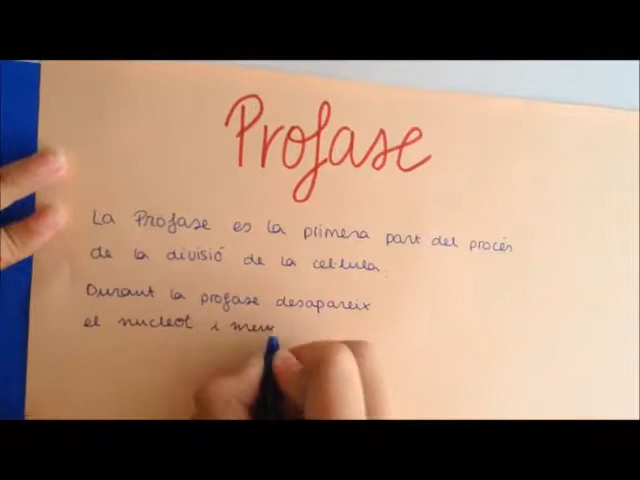 Profase
La Profase es la primera part del procés
de la divisió de la cel·lula.
Durant la profase desapareix
el nucleol i mem